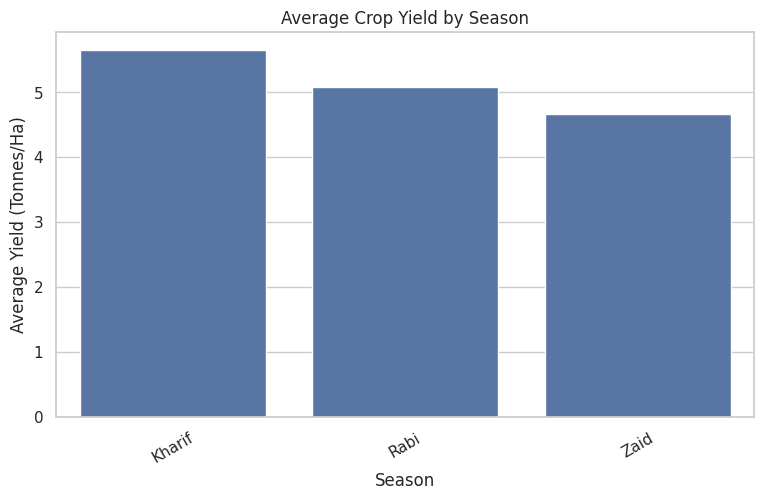 Average Crop Yield by Season
Average Yield (Tonnes/Ha)
5
4
3
2
1
0
Kharif
Rabi
Zaid
Season